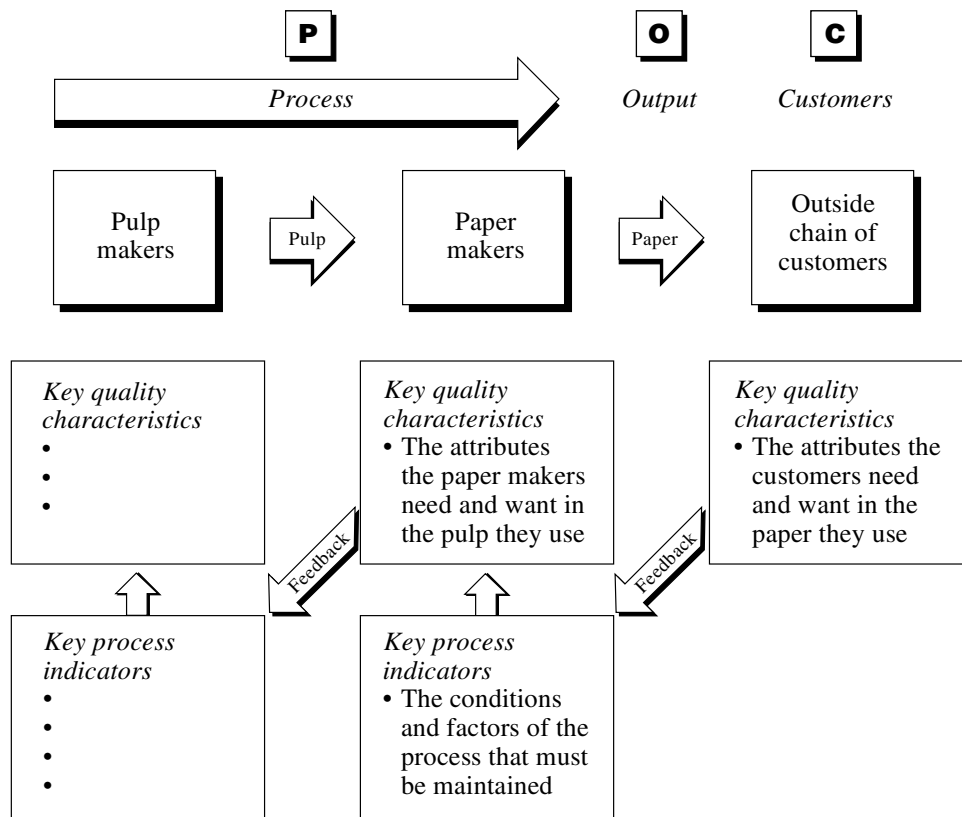 P
O
C
Process
Output
Customers
Pulp
makers
Pulp
Paper
makers
Paper
Outside
chain of
customers
Key quality
characteristics
•
•
•
Key quality
characteristics
• The attributes
the paper makers
need and want in
the pulp they use
Key quality
characteristics
• The attributes the
customers need
and want in the
paper they use
Feedback
Feedback
Key process
indicators
•
•
•
•
Key process
indicators
• The conditions
and factors of the
process that must
be maintained